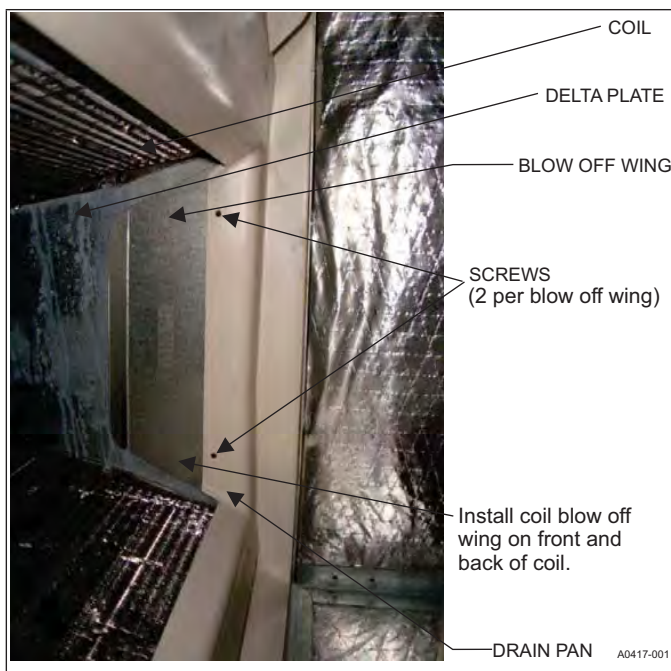 COIL
DELTA PLATE
BLOW OFF WING
SCREWS
(2 per blow off wing)
Install coil blow off
wing on front and
back of coil.
DRAIN PAN
A0417-001